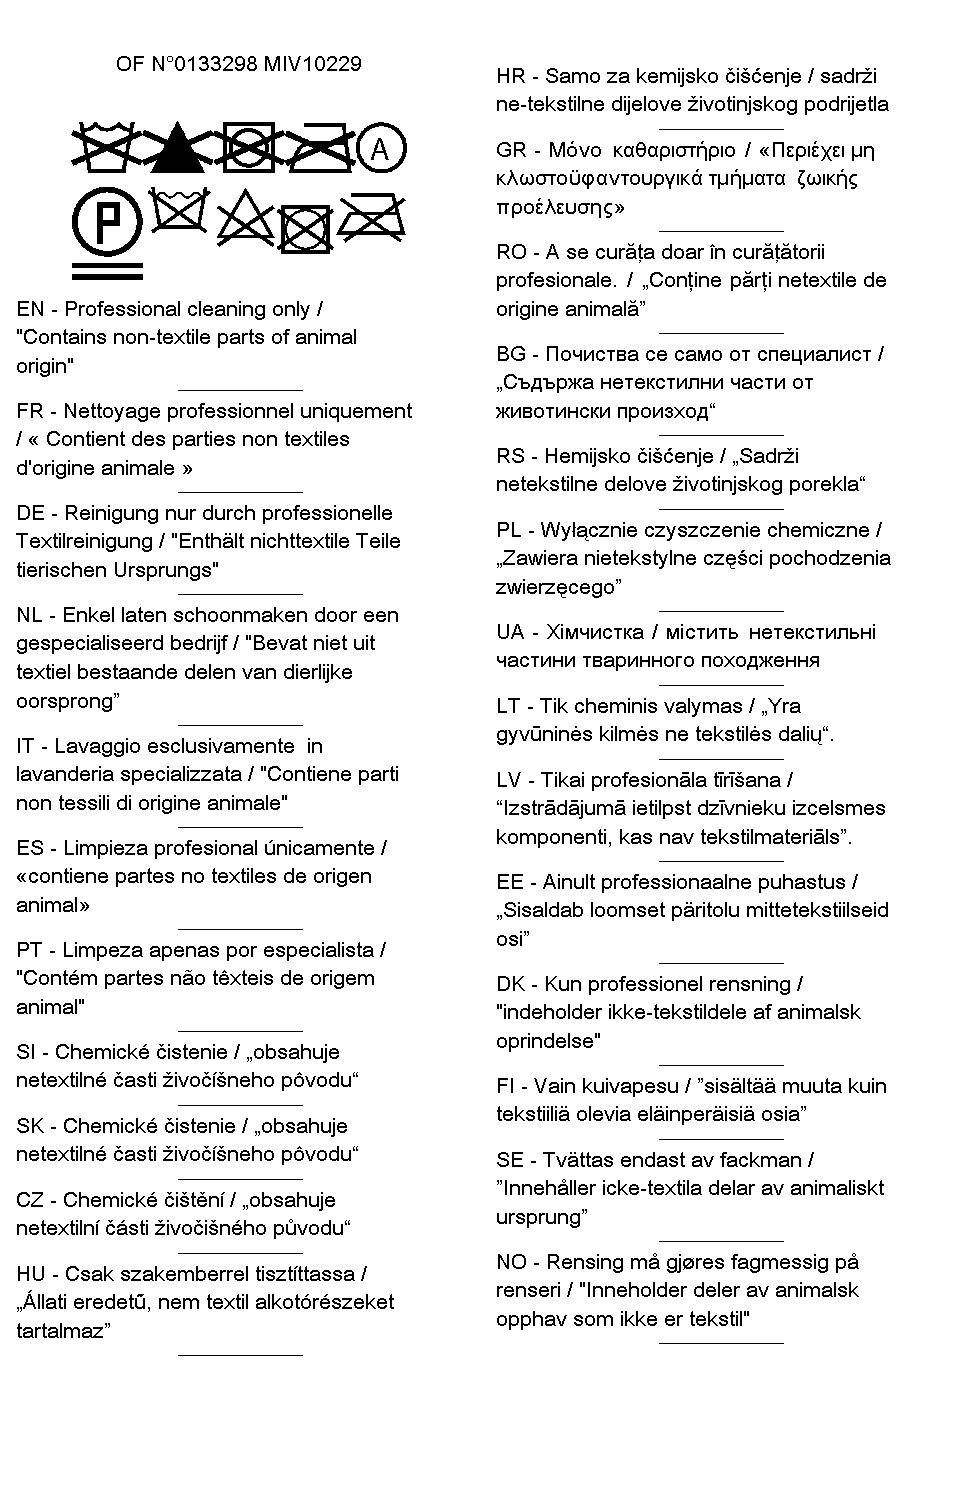 OF N°0133298 MIV10229
A
P
EN - Professional cleaning only /
"Contains non-textile parts of animal
origin"
FR - Nettoyage professionnel uniquement
/ « Contient des parties non textiles
d'origine animale »
DE - Reinigung nur durch professionelle
Textilreinigung / "Enthält nichttextile Teile
tierischen Ursprungs"
NL - Enkel laten schoonmaken door een
gespecialiseerd bedrijf / "Bevat niet uit
textiel bestaande delen van dierlijke
oorsprong”
IT - Lavaggio esclusivamente in
lavanderia specializzata / "Contiene parti
non tessili di origine animale"
ES - Limpieza profesional únicamente /
«contiene partes no textiles de origen
animal»
PT - Limpeza apenas por especialista /
"Contém partes não têxteis de origem
animal"
SI - Chemické čistenie / „obsahuje
netextilné časti živočíšneho pôvodu“
SK - Chemické čistenie / „obsahuje
netextilné časti živočíšneho pôvodu“
CZ - Chemické čištění / „obsahuje
netextilní části živočišného původu“
HU - Csak szakemberrel tisztíttassa /
„Állati eredetű, nem textil alkotórészeket
tartalmaz”
HR - Samo za kemijsko čišćenje / sadrži
ne-tekstilne dijelove životinjskog podrijetla
GR - Μόνο καθαριστήριο / «Περιέχει μη
κλωστοϋφαντουργικά τμήματα ζωικής
προέλευσης»
RO - A se curăța doar în curățătorii
profesionale. / „Conține părți netextile de
origine animală”
BG - Почиства се само от специалист /
„Съдържа нетекстилни части от
животински произход“
RS - Hemijsko čišćenje / „Sadrži
netekstilne delove životinjskog porekla“
PL - Wyłącznie czyszczenie chemiczne /
„Zawiera nietekstylne części pochodzenia
zwierzęcego”
UA - Хімчистка / містить нетекстильні
частини тваринного походження
LT - Tik cheminis valymas / „Yra
gyvūninės kilmės ne tekstilės dalių“.
LV - Tikai profesionāla tīrīšana /
“Izstrādājumā ietilpst dzīvnieku izcelsmes
komponenti, kas nav tekstilmateriāls”.
EE - Ainult professionaalne puhastus /
„Sisaldab loomset päritolu mittetekstiilseid
osi”
DK - Kun professionel rensning /
"indeholder ikke-tekstildele af animalsk
oprindelse"
FI - Vain kuivapesu / ”sisältää muuta kuin
tekstiiliä olevia eläinperäisiä osia”
SE - Tvättas endast av fackman /
”Innehåller icke-textila delar av animaliskt
ursprung”
NO - Rensing må gjøres fagmessig på
renseri / "Inneholder deler av animalsk
opphav som ikke er tekstil"